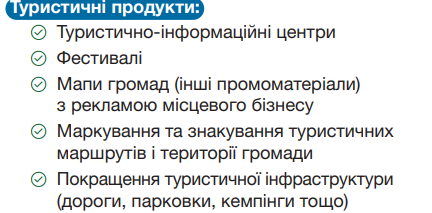 Туристичні продукти:
Туристично-інформаційні центри
Фестивалі
Мапи громад (інші промоматеріали)
з рекламою місцевого бізнесу
Маркування та знакування туристичних
маршрутів і території громади
Покращення туристичної інфраструктури
(дороги, парковки, кемпінги тощо)